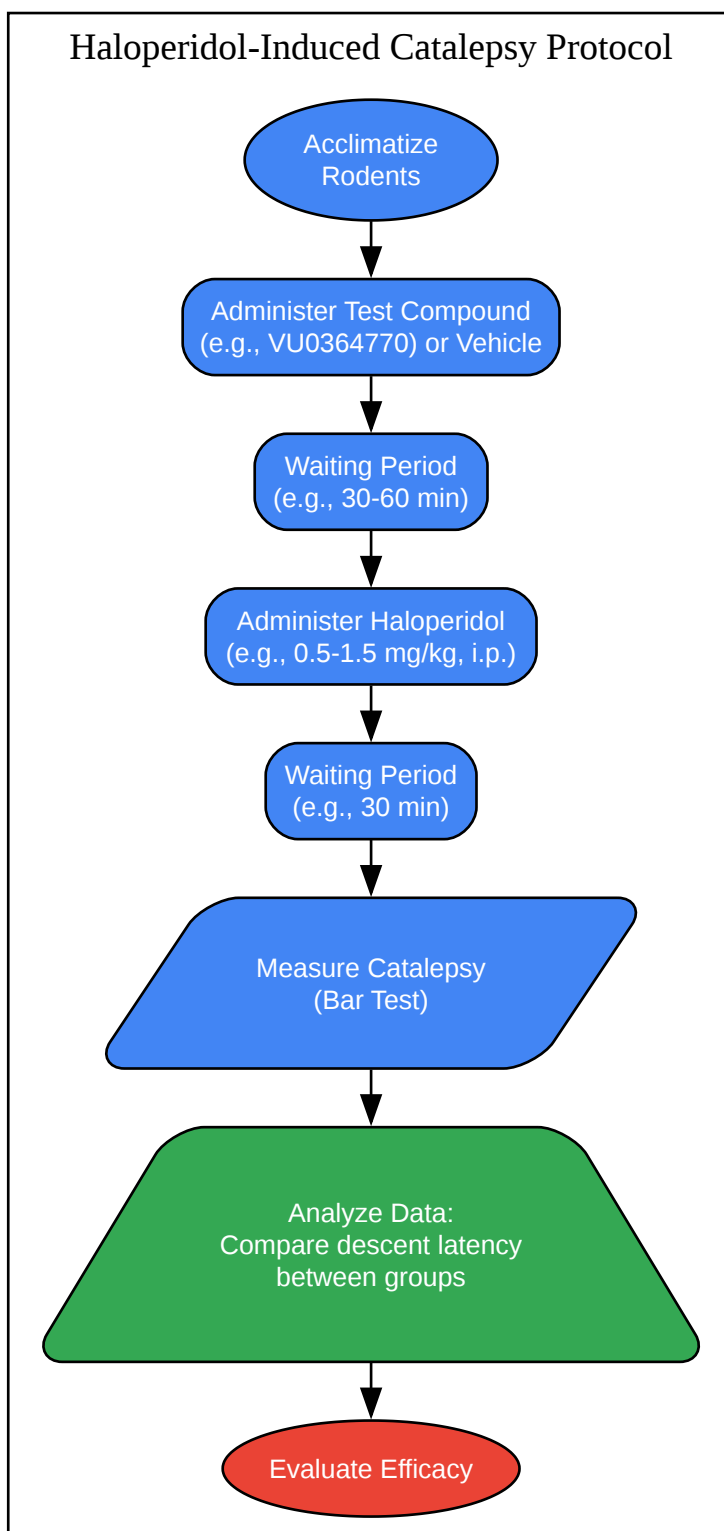 Haloperidol-Induced Catalepsy Protocol
Acclimatize
Rodents
Administer Test Compound
(e.g., VU0364770) or Vehicle
Waiting Period
(e.g., 30-60 min)
Administer Haloperidol
(e.g., 0.5-1.5 mg/kg, i.p.)
Waiting Period
(e.g., 30 min)
Measure Catalepsy
(Bar Test)
Analyze Data:
Compare descent latency
between groups
Evaluate Efficacy